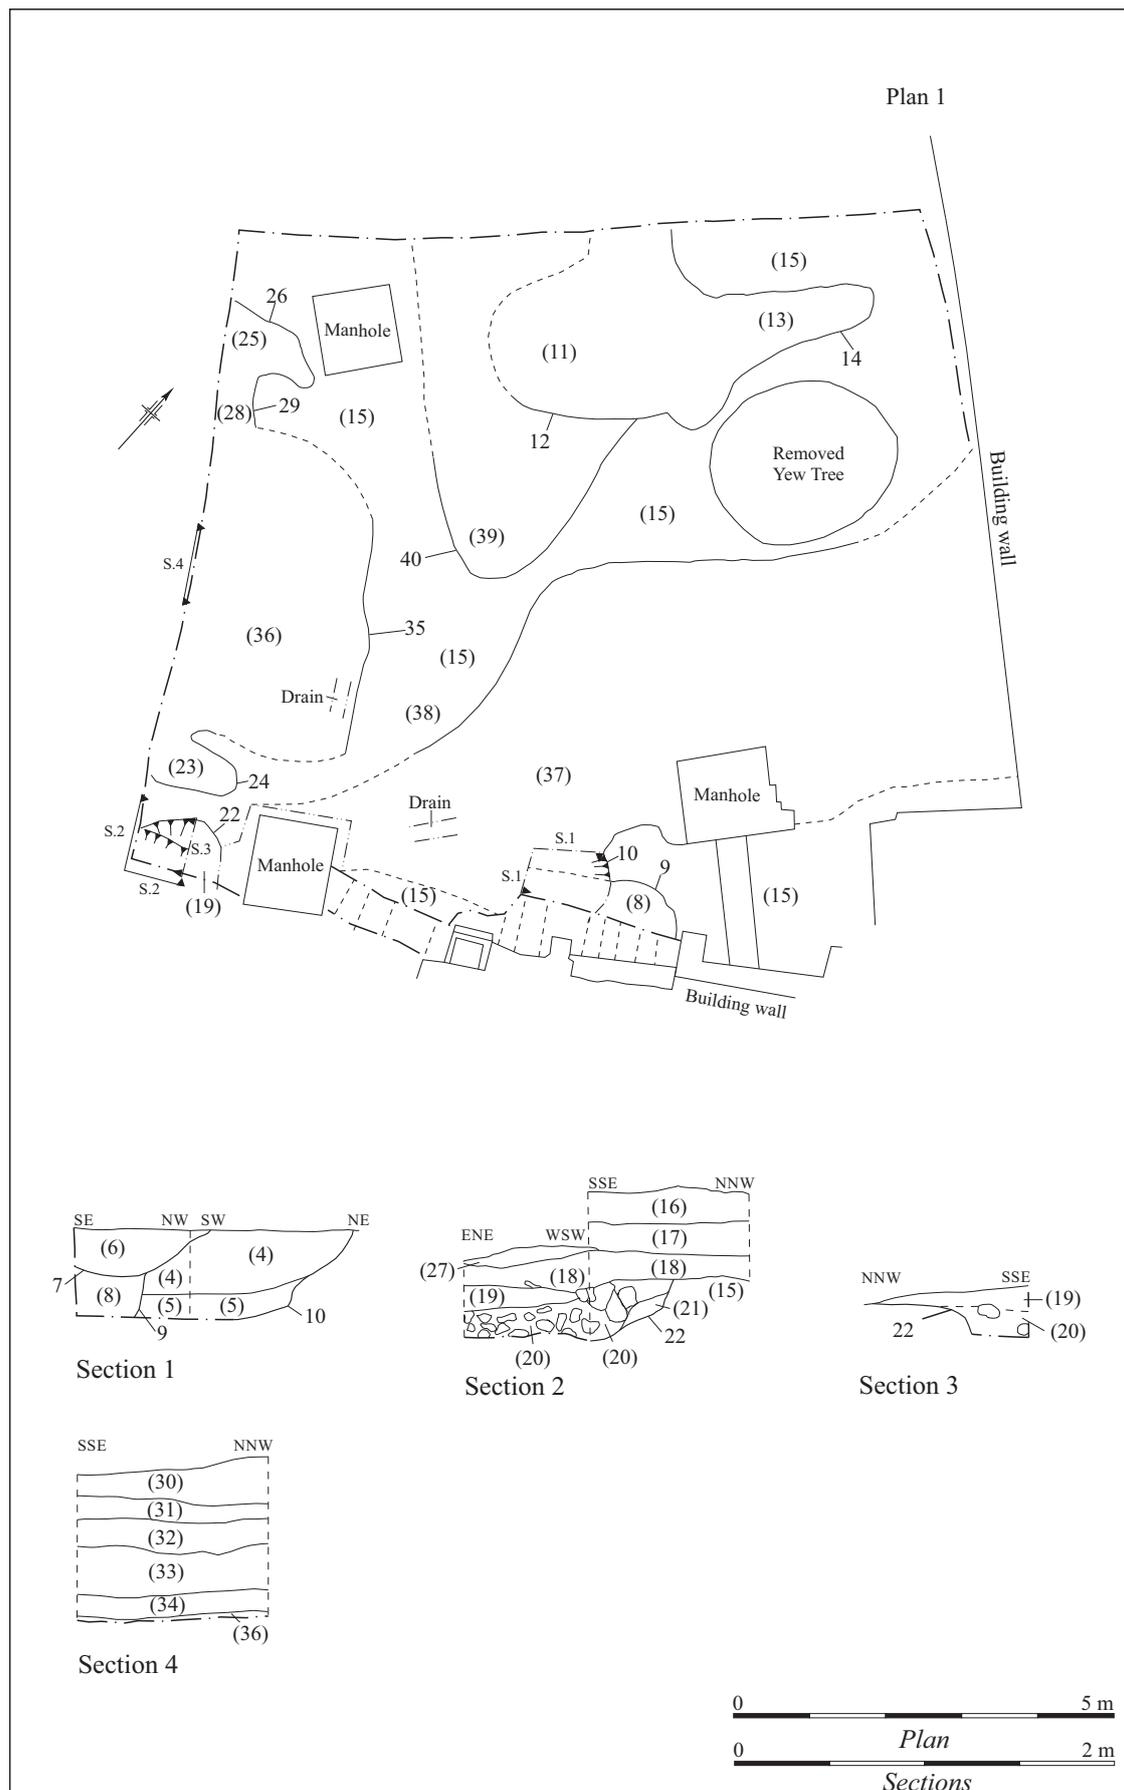 Plan 1
(15)
26
(13)
(25)
Manhole
(11)
14
29
(28)
(15)
12
Removed
Yew Tree
Building wall
(15)
(39)
40
S.4
35
(36)
(15)
Drain
(38)
(23)
24
(37)
Manhole
Drain
22
S.2
S.3
S.1
10
9
Manhole
S.1
S.2
(19)
(15)
(8)
(15)
Building wall
SE NW SW NE
(6)
(4)
7
(8)
(4)
(5)
(5)
10
9
Section 1
SSE NNW
(16)
ENE WSW
(17)
(27)
(18)
(18)
(15)
(19)
(21)
22
(20)
(20)
Section 2
NNW SSE
(19)
22
(20)
Section 3
SSE NNW
(30)
(31)
(32)
(33)
(34)
(36)
Section 4
0 5 m
Plan
0 2 m
Sections